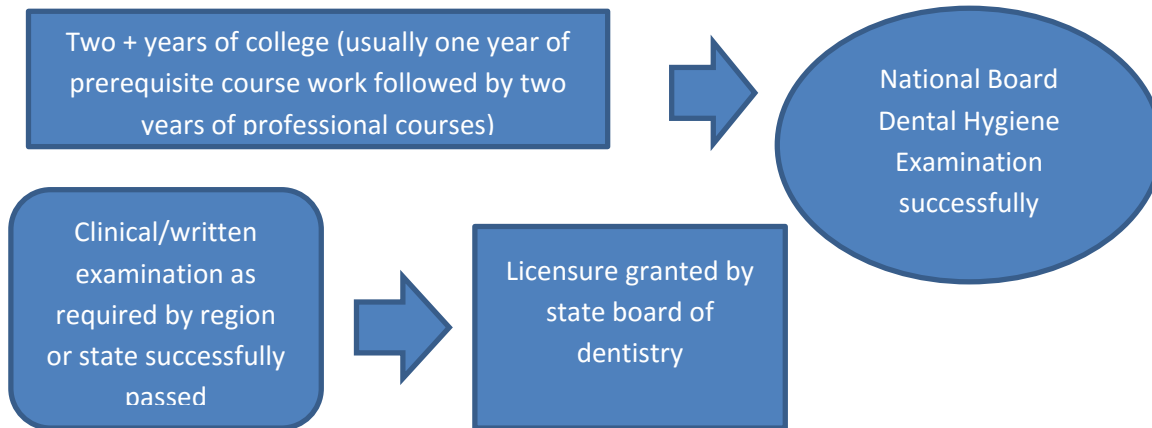 Two + years of college (usually one year of
prerequisite course work followed by two
years of professional courses)
National Board
Dental Hygiene
Examination
successfully
Clinical/written
examination as
required by region
or state successfully
passed
Licensure granted by
state board of
dentistry